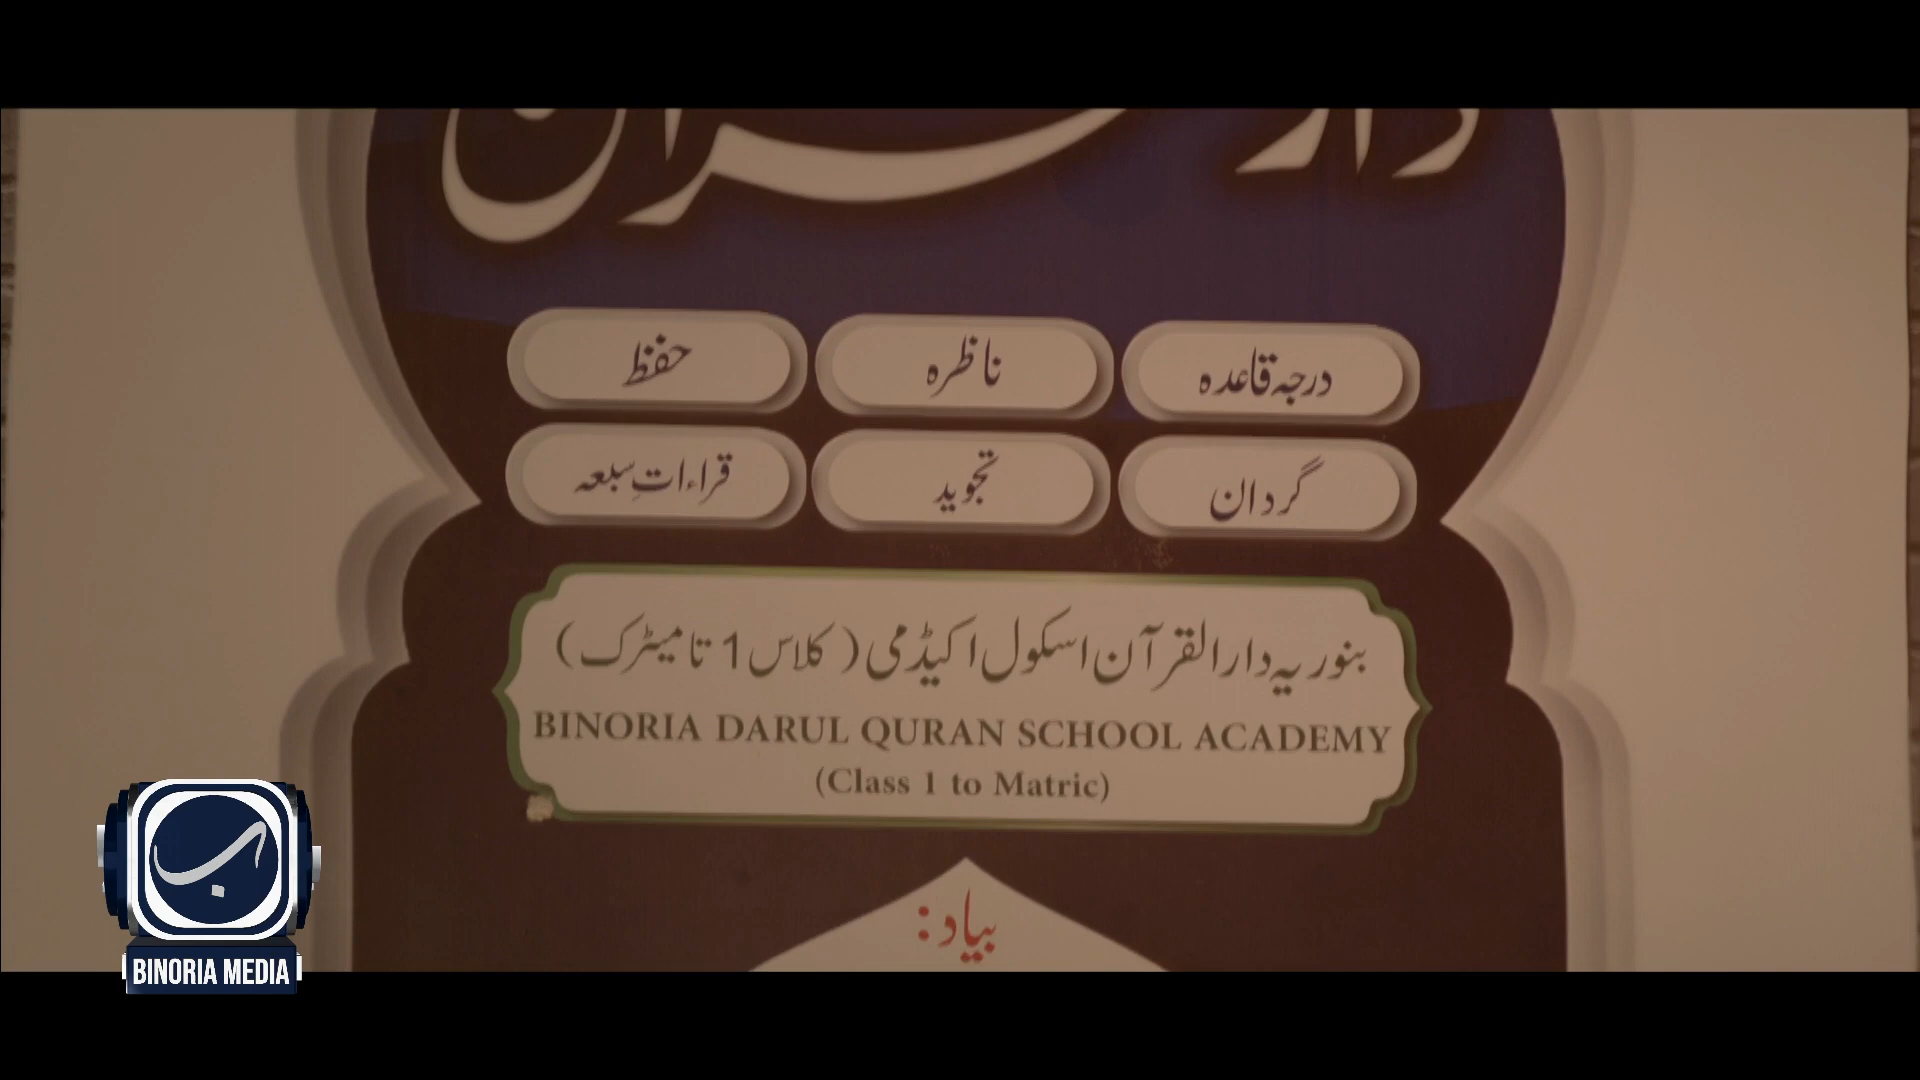 درجہ قاعدہ
ناظرہ
حفظ
گردان
تجوید
قراءاتِ سبعہ
بنوریہ دارالقرآن اسکول اکیڈمی (کلاس 1 تا میٹرک)
BINORIA DARUL QURAN SCHOOL ACADEMY
(Class 1 to Matric)
بیاد:
BINORIA MEDIA